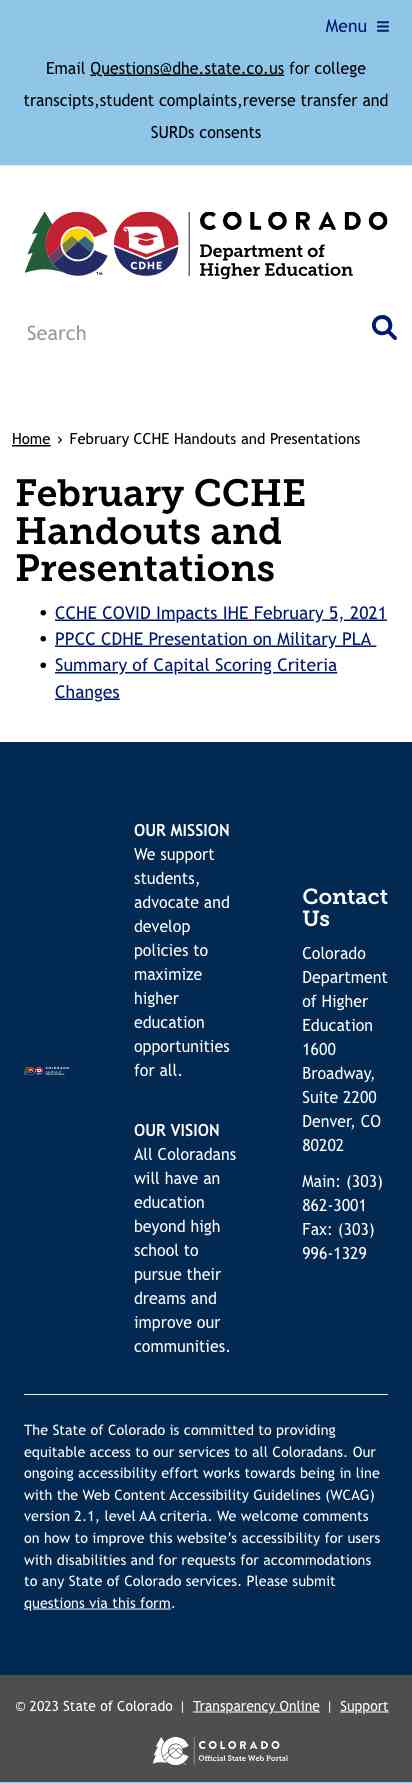 Menu
Email Questions@dhe.state.co.us for college
transcipts,student complaints,reverse transfer and
SURDs consents
CDHE
TM
COLORADO
Department of
Higher Education
Search
Home › February CCHE Handouts and Presentations
February CCHE
Handouts and
Presentations
• CCHE COVID Impacts IHE February 5, 2021
• PPCC CDHE Presentation on Military PLA
• Summary of Capital Scoring Criteria
Changes
OUR MISSION
We support
students,
advocate and
develop
policies to
maximize
higher
education
opportunities
for all.
OUR VISION
All Coloradans
will have an
education
beyond high
school to
pursue their
dreams and
improve our
communities.
Contact
Us
Colorado
Department
of Higher
Education
1600
Broadway,
Suite 2200
Denver, CO
80202
Main: (303)
862-3001
Fax: (303)
996-1329
The State of Colorado is committed to providing
equitable access to our services to all Coloradans. Our
ongoing accessibility effort works towards being in line
with the Web Content Accessibility Guidelines (WCAG)
version 2.1, level AA criteria. We welcome comments
on how to improve this website's accessibility for users
with disabilities and for requests for accommodations
to any State of Colorado services. Please submit
questions via this form.
© 2023 State of Colorado | Transparency Online | Support
COLORADO
Official State Web Portal